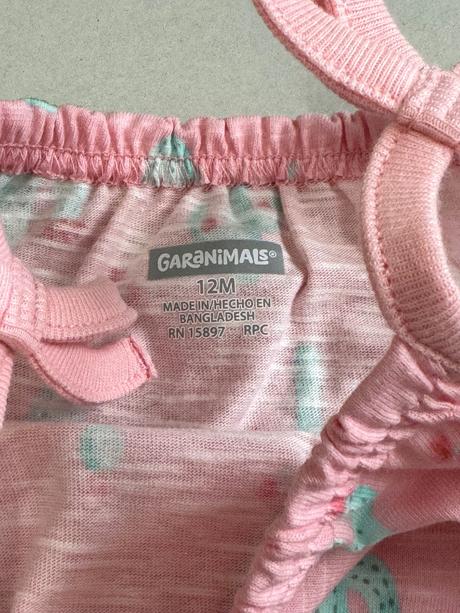 GARANIMALS®
12M
MADE IN/HECHO EN
BANGLADESH
RN 15897 RPC